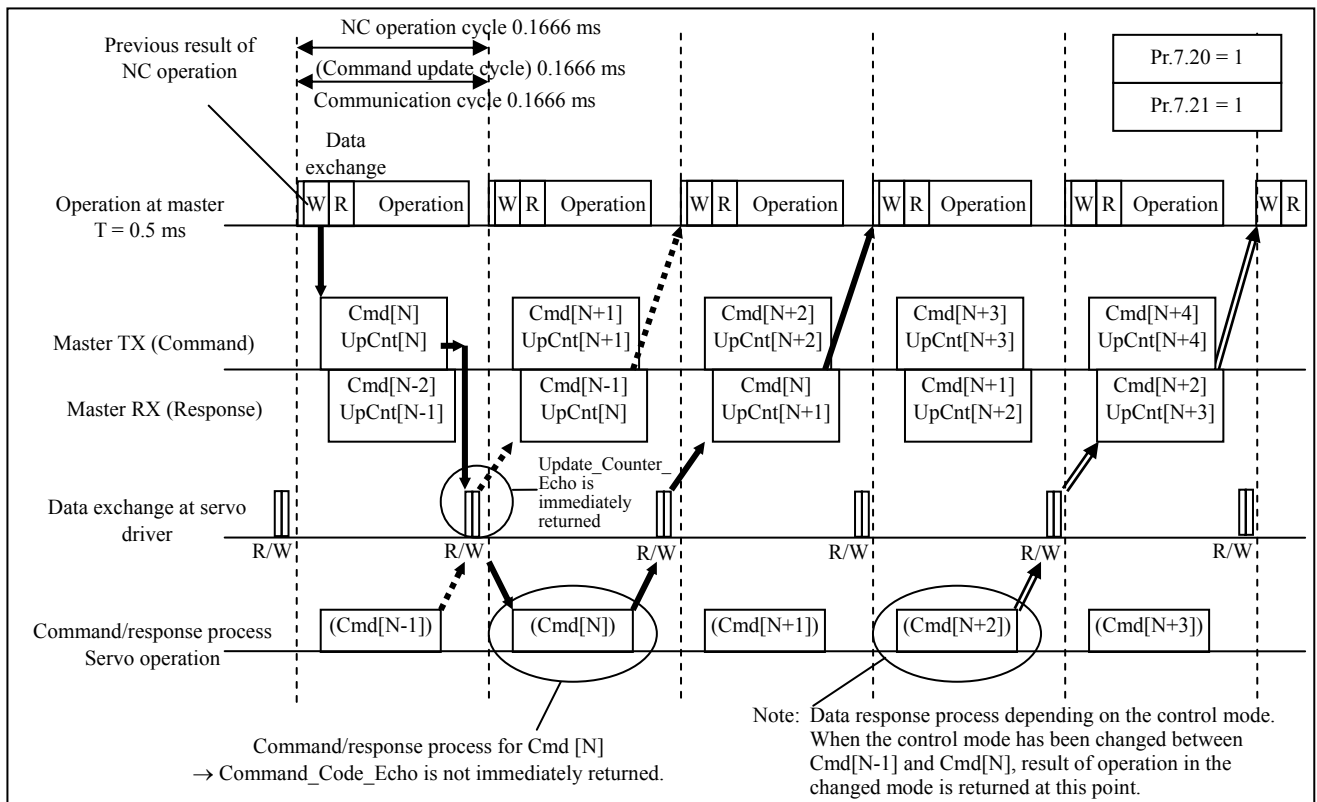 NC operation cycle 0.1666 ms
Previous result of
NC operation
(Command update cycle) 0.1666 ms
Communication cycle 0.1666 ms
Pr.7.20 = 1
Pr.7.21 = 1
Data
exchange
Operation at master
T = 0.5 ms
W R Operation W R Operation W R Operation W R Operation W R Operation W R
Master TX (Command)
Cmd[N]
UpCnt[N]
Cmd[N+1]
UpCnt[N+1]
Cmd[N+2]
UpCnt[N+2]
Cmd[N+3]
UpCnt[N+3]
Cmd[N+4]
UpCnt[N+4]
Master RX (Response)
Cmd[N-2]
UpCnt[N-1]
Cmd[N-1]
UpCnt[N]
Cmd[N]
UpCnt[N+1]
Cmd[N+1]
UpCnt[N+2]
Cmd[N+2]
UpCnt[N+3]
Update_Counter_
Echo is
immediately
returned
Data exchange at servo
driver
R/W R/W R/W R/W R/W R/W
Command/response process
Servo operation
(Cmd[N-1]) (Cmd[N]) (Cmd[N+1]) (Cmd[N+2]) (Cmd[N+3])
Command/response process for Cmd [N]
→ Command_Code_Echo is not immediately returned.
Note: Data response process depending on the control mode.
When the control mode has been changed between
Cmd[N-1] and Cmd[N], result of operation in the
changed mode is returned at this point.